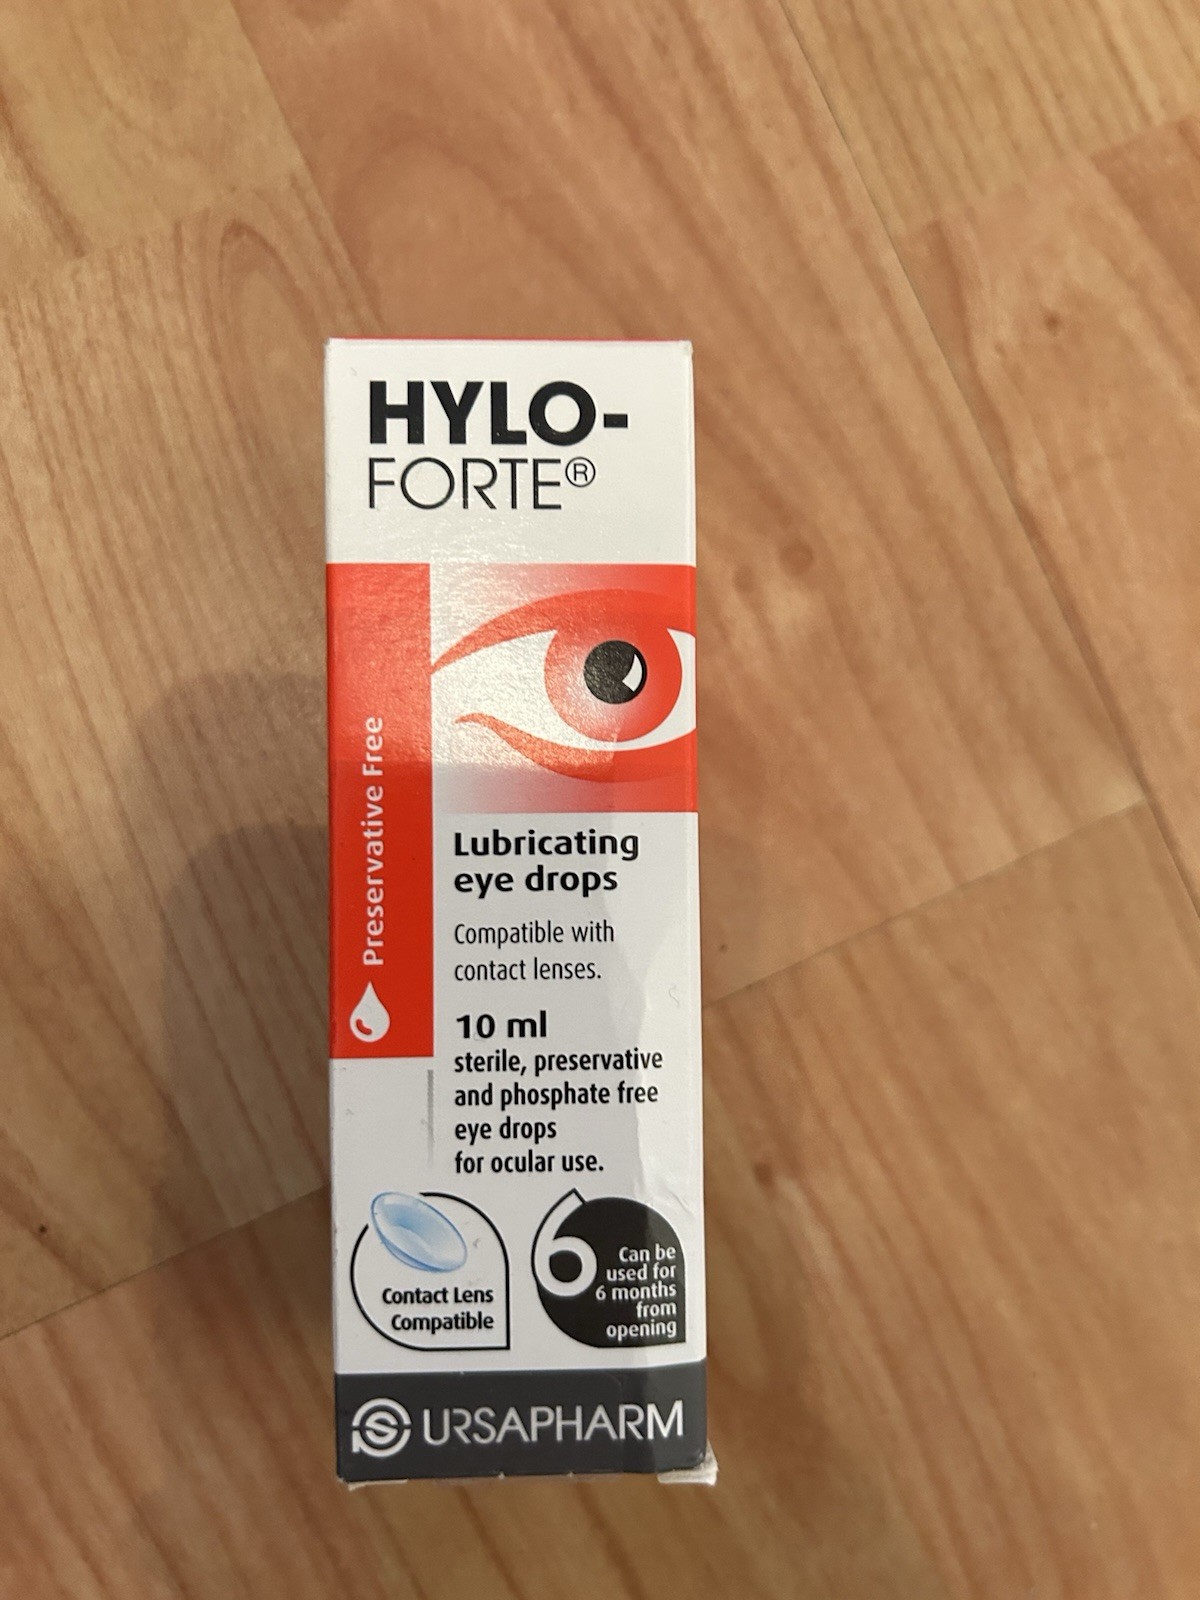 HYLO-
FORTE®
Preservative Free
Lubricating
eye drops
Compatible with
contact lenses.
10 ml
sterile, preservative
and phosphate free
eye drops
for ocular use.
Contact Lens
Compatible
6
Can be
used for
6 months
from
opening
URSAPHARM